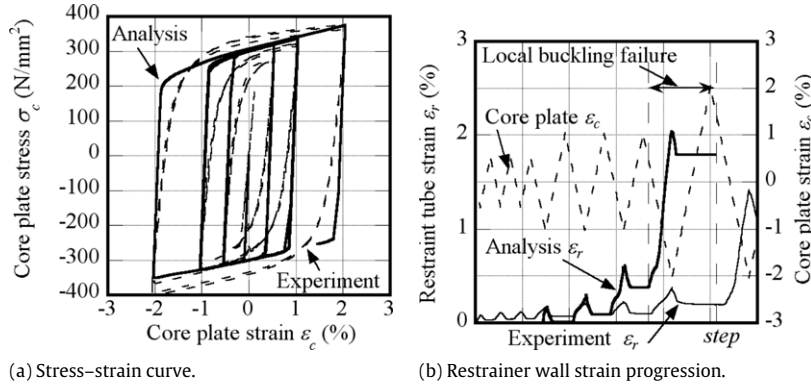 400
300
200
100
0
-100
-200
-300
-400
-3
-2
-1
0
1
2
3
Core plate stress σc (N/mm²)
Core plate strain εc (%)
Analysis
Experiment
(a) Stress–strain curve.
3
2
1
0
Restraint tube strain εr (%)
Local buckling failure
Core plate εc
Analysis εr
Experiment εr
step
3
2
1
0
-1
-2
-3
Core plate strain εr (%)
(b) Restrainer wall strain progression.